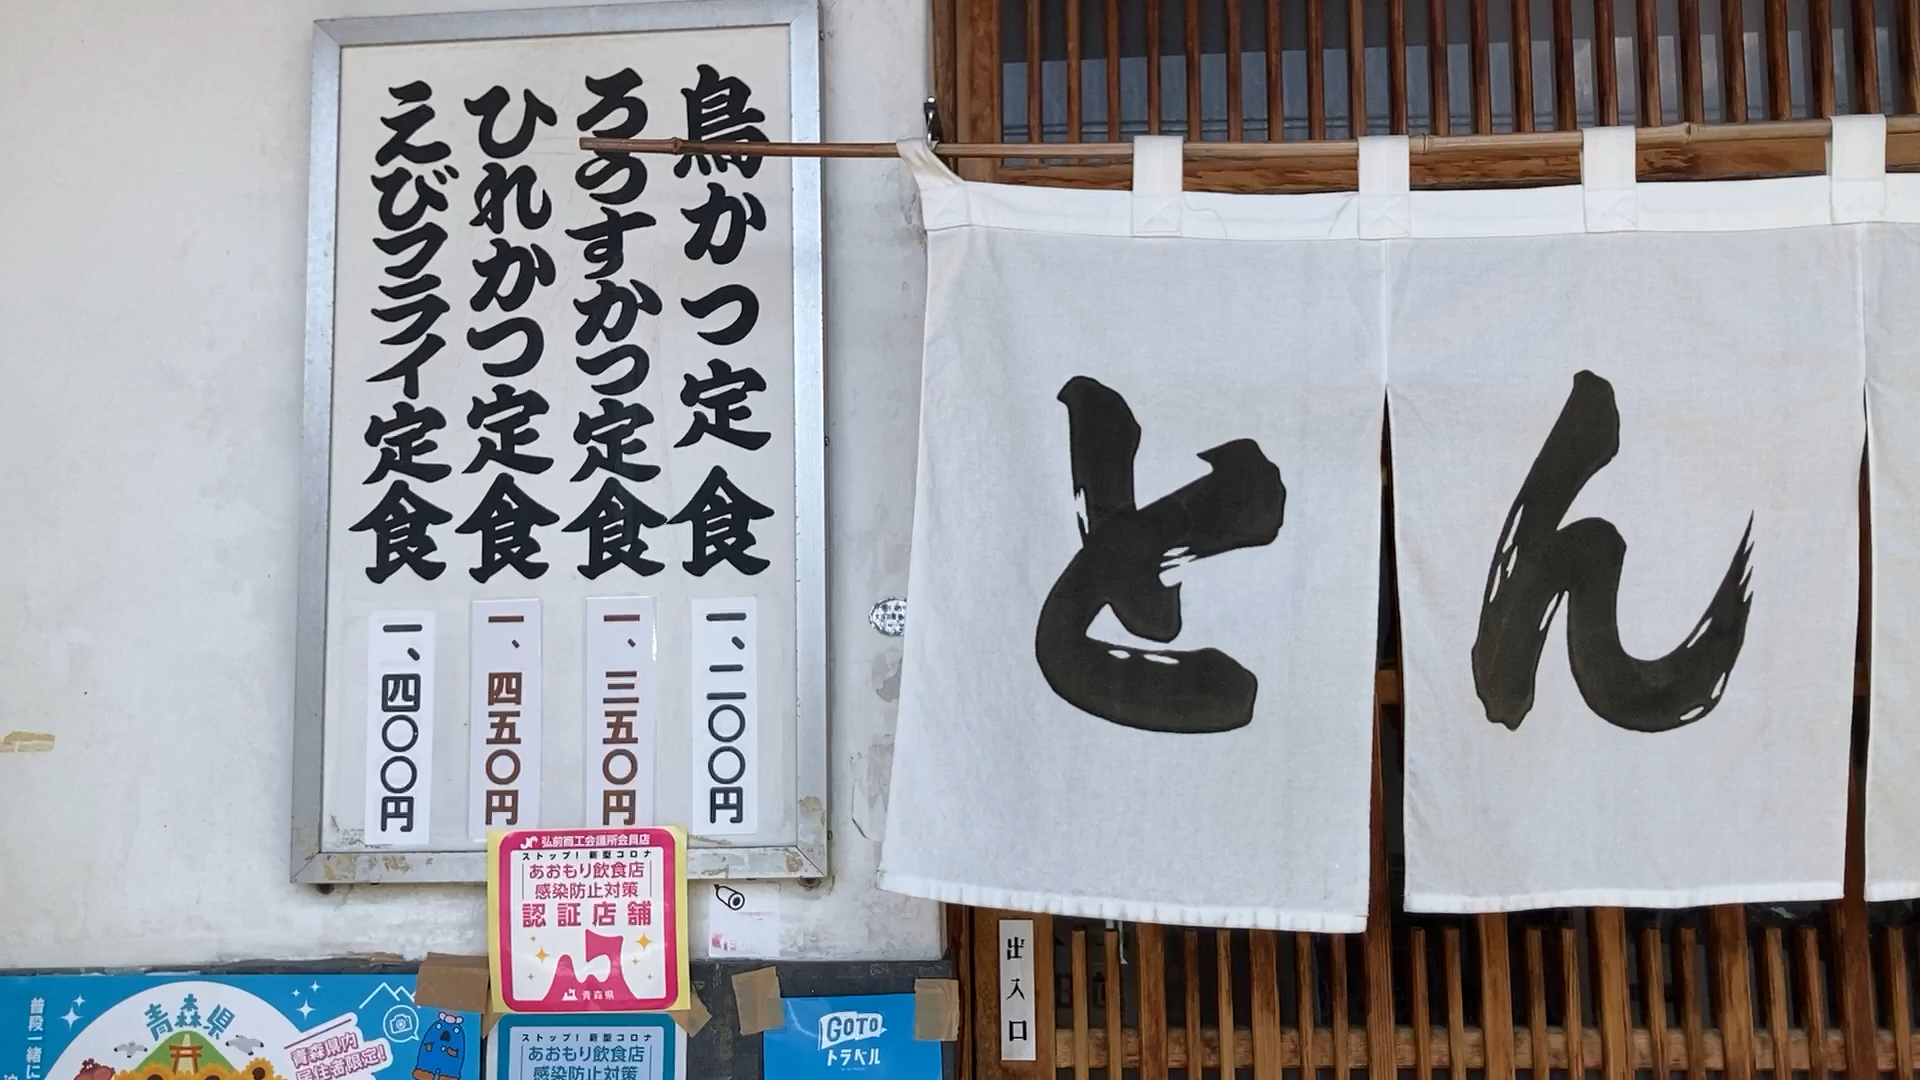 鳥かつ定食
ろうすかつ定食
ひれかつ定食
えびフライ定食
一、二〇〇円
一、三五〇円
一、四五〇円
一、四〇〇円
とん
出入口
弘前商工会議所会員店
ストップ！新型コロナ
あおもり飲食店
感染防止対策
認証店舗
青森県
ストップ！新型コロナ
あおもり飲食店
感染防止対策
GOTO
トラベル
普段一緒に
青森県
青森県内
居住者限定!